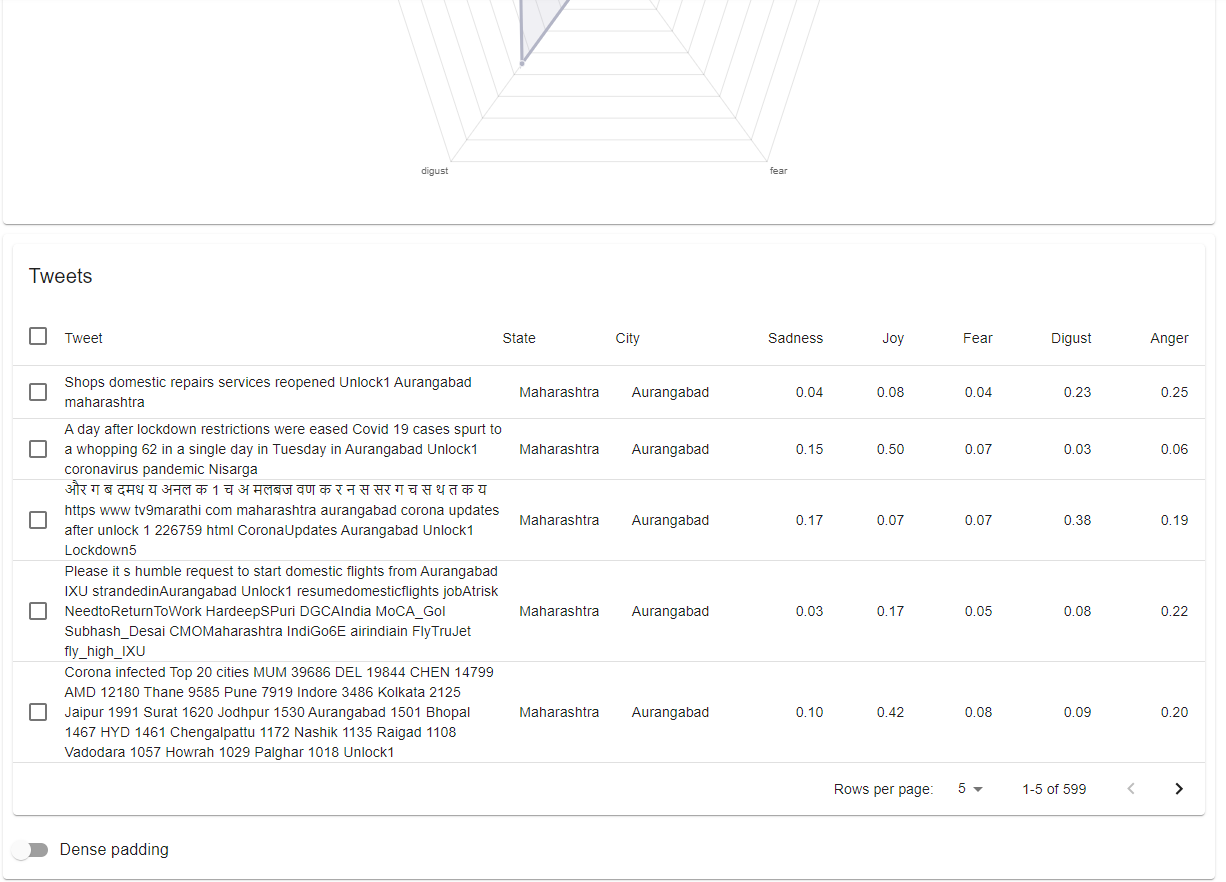 digust
fear
Tweets
Tweet State City Sadness Joy Fear Digust Anger
Shops domestic repairs services reopened Unlock1 Aurangabad
maharashtra
Maharashtra Aurangabad 0.04 0.08 0.04 0.23 0.25
A day after lockdown restrictions were eased Covid 19 cases spurt to
a whopping 62 in a single day in Tuesday in Aurangabad Unlock1
coronavirus pandemic Nisarga
Maharashtra Aurangabad 0.15 0.50 0.07 0.03 0.06
और ग ब दमध य अनल क 1 च अ मलबज वण क र न स सर ग च स थ त क य
https www tv9marathi com maharashtra aurangabad corona updates
after unlock 1 226759 html CoronaUpdates Aurangabad Unlock1
Lockdown5
Maharashtra Aurangabad 0.17 0.07 0.07 0.38 0.19
Please it s humble request to start domestic flights from Aurangabad
IXU strandedinAurangabad Unlock1 resumedomesticflights jobAtrisk
NeedtoReturnToWork HardeepSPuri DGCAIndia MoCA_GoI
Subhash_Desai CMOMaharashtra IndiGo6E airindiain FlyTruJet
fly_high_IXU
Maharashtra Aurangabad 0.03 0.17 0.05 0.08 0.22
Corona infected Top 20 cities MUM 39686 DEL 19844 CHEN 14799
AMD 12180 Thane 9585 Pune 7919 Indore 3486 Kolkata 2125
Jaipur 1991 Surat 1620 Jodhpur 1530 Aurangabad 1501 Bhopal
1467 HYD 1461 Chengalpattu 1172 Nashik 1135 Raigad 1108
Vadodara 1057 Howrah 1029 Palghar 1018 Unlock1
Maharashtra Aurangabad 0.10 0.42 0.08 0.09 0.20
Rows per page: 5 1-5 of 599
Dense padding